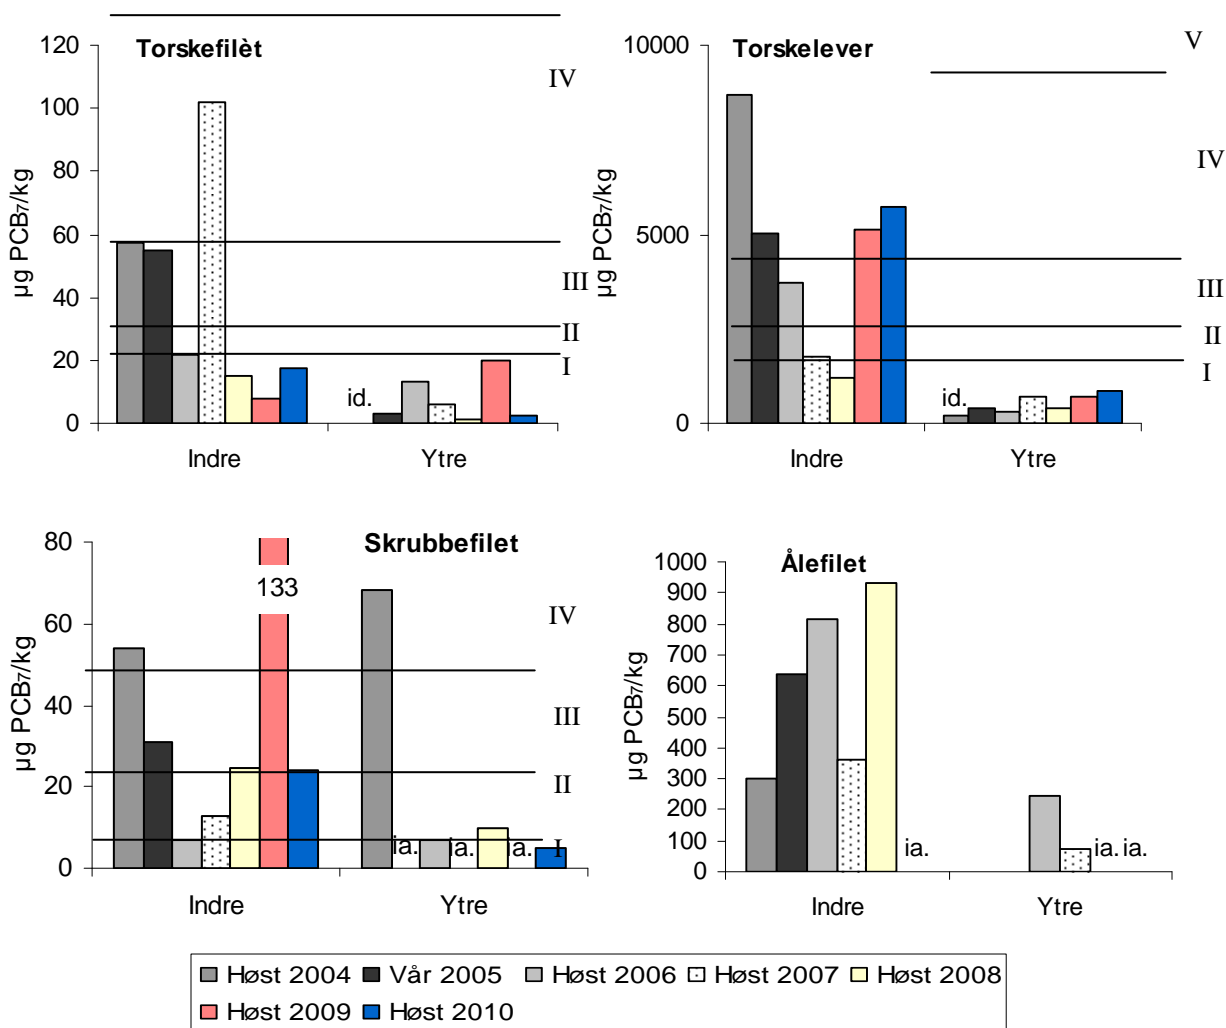 Torskefilèt
120
100
80
60
40
20
0
µg PCB7/kg
IV
III
II
I
id.
Indre
Ytre
Torskelever
10000
5000
0
µg PCB7/kg
V
IV
III
II
I
id.
Indre
Ytre
Skrubbefilet
80
60
40
20
0
µg PCB7/kg
133
IV
III
II
I
ia.
ia.
ia.
Indre
Ytre
Ålefilet
1000
900
800
700
600
500
400
300
200
100
0
µg PCB7/kg
ia.
ia. ia.
Indre
Ytre
Høst 2004 Vår 2005 Høst 2006 Høst 2007 Høst 2008
Høst 2009 Høst 2010